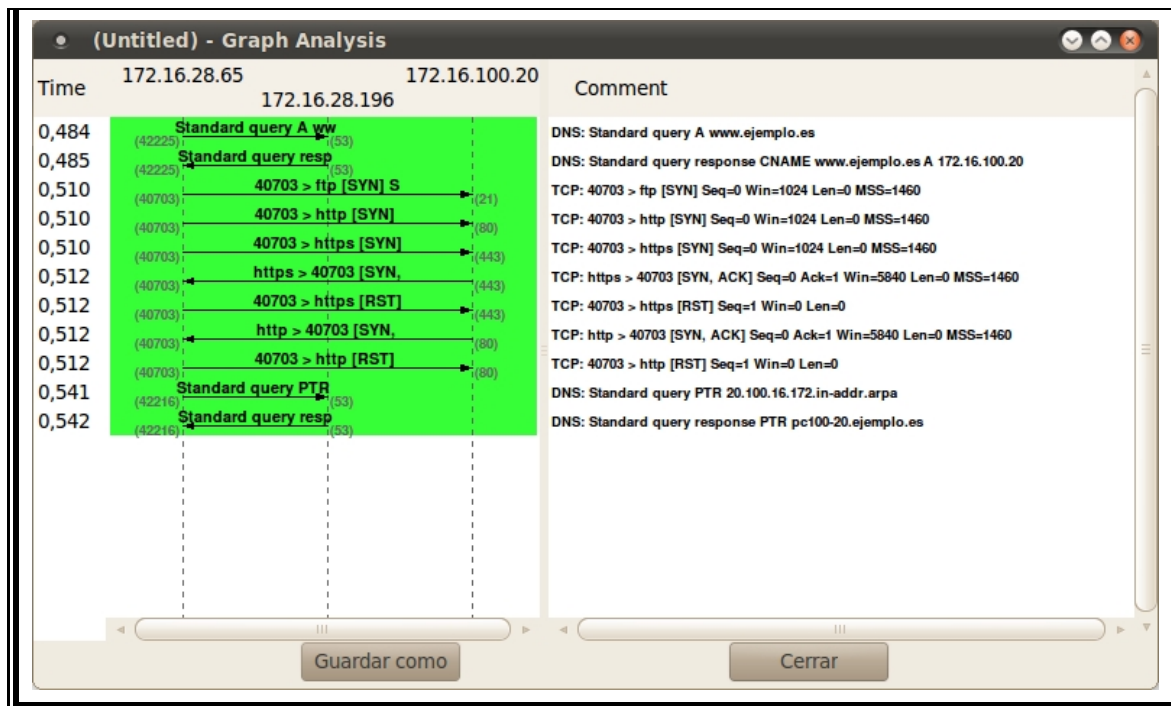 (Untitled) - Graph Analysis
Time
172.16.28.65
172.16.100.20
172.16.28.196
Comment
0,484
Standard query A ww
(42225)
(53)
DNS: Standard query A www.ejemplo.es
0,485
Standard query resp
(42225)
(53)
DNS: Standard query response CNAME www.ejemplo.es A 172.16.100.20
0,510
40703 > ftp [SYN] S
(40703)
(21)
TCP: 40703 > ftp [SYN] Seq=0 Win=1024 Len=0 MSS=1460
0,510
40703 > http [SYN]
(40703)
(80)
TCP: 40703 > http [SYN] Seq=0 Win=1024 Len=0 MSS=1460
0,510
40703 > https [SYN]
(40703)
(443)
TCP: 40703 > https [SYN] Seq=0 Win=1024 Len=0 MSS=1460
0,512
https > 40703 [SYN,
(40703)
(443)
TCP: https > 40703 [SYN, ACK] Seq=0 Ack=1 Win=5840 Len=0 MSS=1460
0,512
40703 > https [RST]
(40703)
(443)
TCP: 40703 > https [RST] Seq=1 Win=0 Len=0
0,512
http > 40703 [SYN,
(40703)
(80)
TCP: http > 40703 [SYN, ACK] Seq=0 Ack=1 Win=5840 Len=0 MSS=1460
0,512
40703 > http [RST]
(40703)
(80)
TCP: 40703 > http [RST] Seq=1 Win=0 Len=0
0,541
Standard query PTR
(42216)
(53)
DNS: Standard query PTR 20.100.16.172.in-addr.arpa
0,542
Standard query resp
(42216)
(53)
DNS: Standard query response PTR pc100-20.ejemplo.es
Guardar como
Cerrar